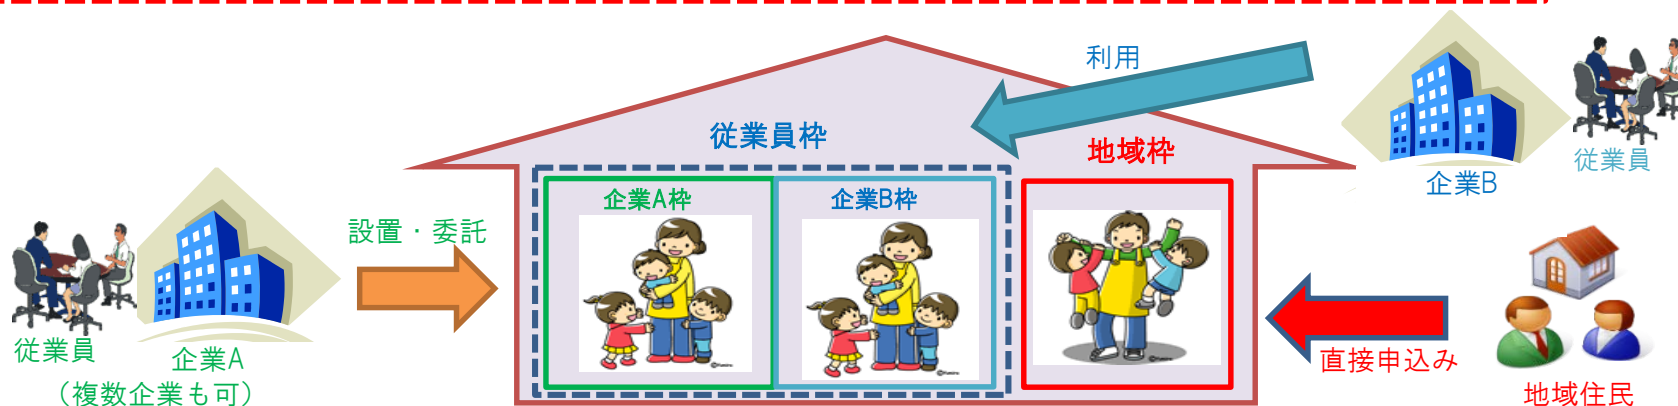 利用
従業員枠
地域枠
企業A枠
企業B枠
従業員
企業B
設置・委託
従業員
企業A
(複数企業も可)
直接申込み
地域住民